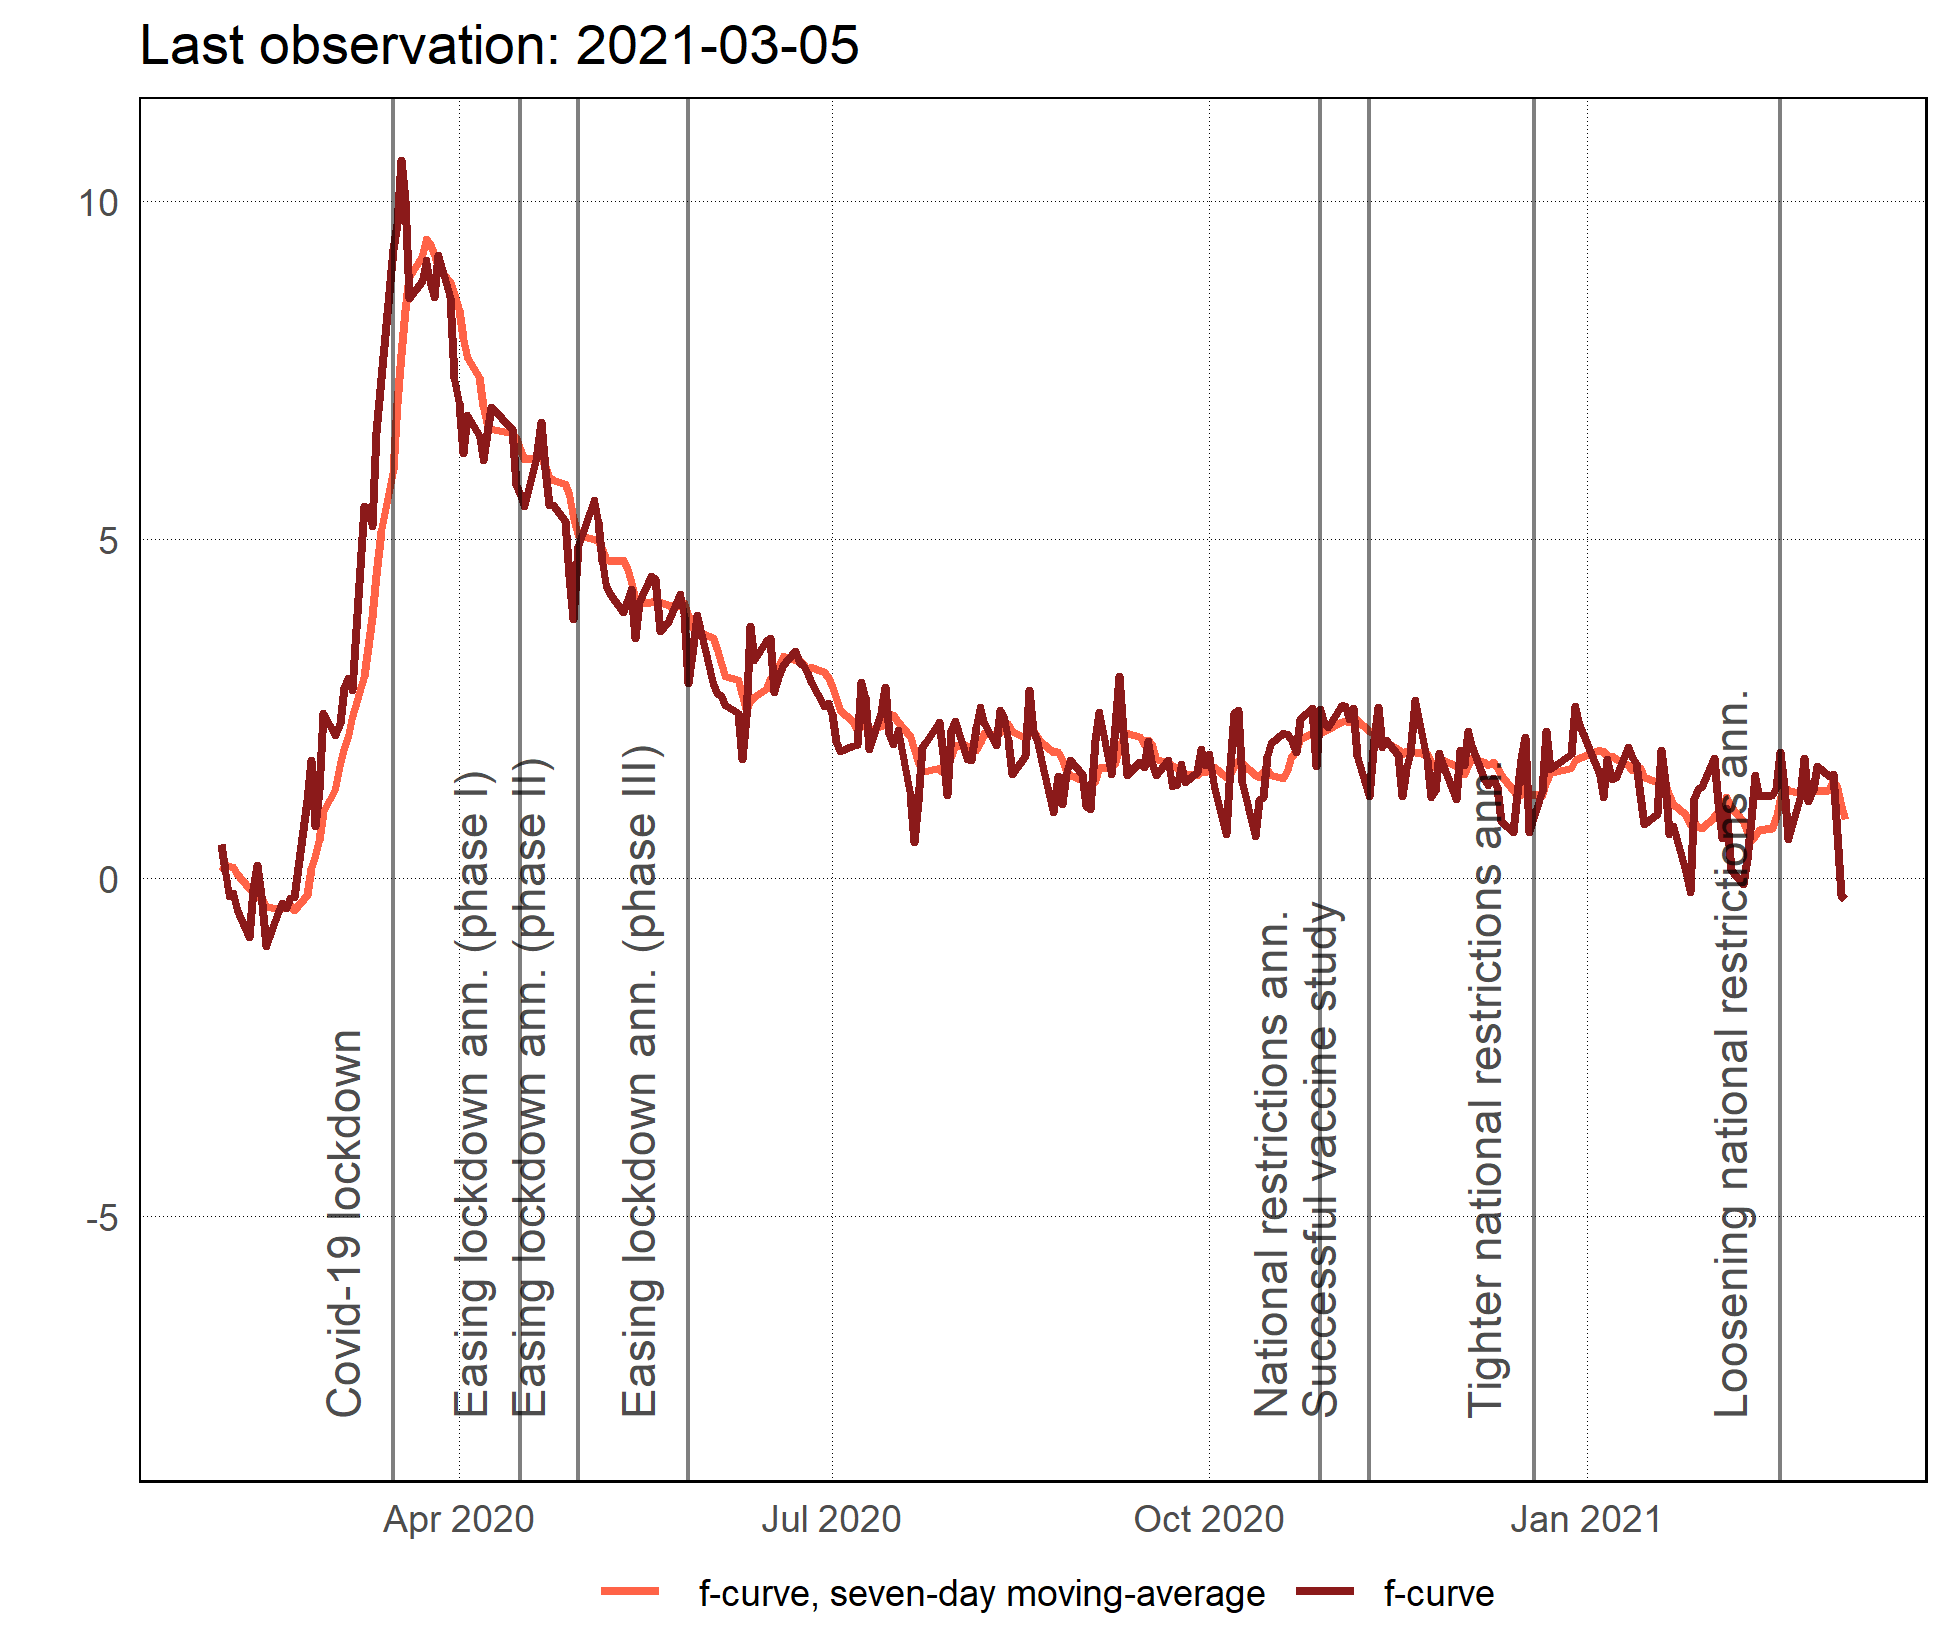 Last observation: 2021-03-05
10
5
0
-5
Covid-19 lockdown
Easing lockdown ann. (phase I)
Easing lockdown ann. (phase II)
Easing lockdown ann. (phase III)
National restrictions ann.
Successful vaccine study
Tighter national restrictions ann.
Loosening national restrictions ann.
Apr 2020
Jul 2020
Oct 2020
Jan 2021
f-curve, seven-day moving-average
f-curve